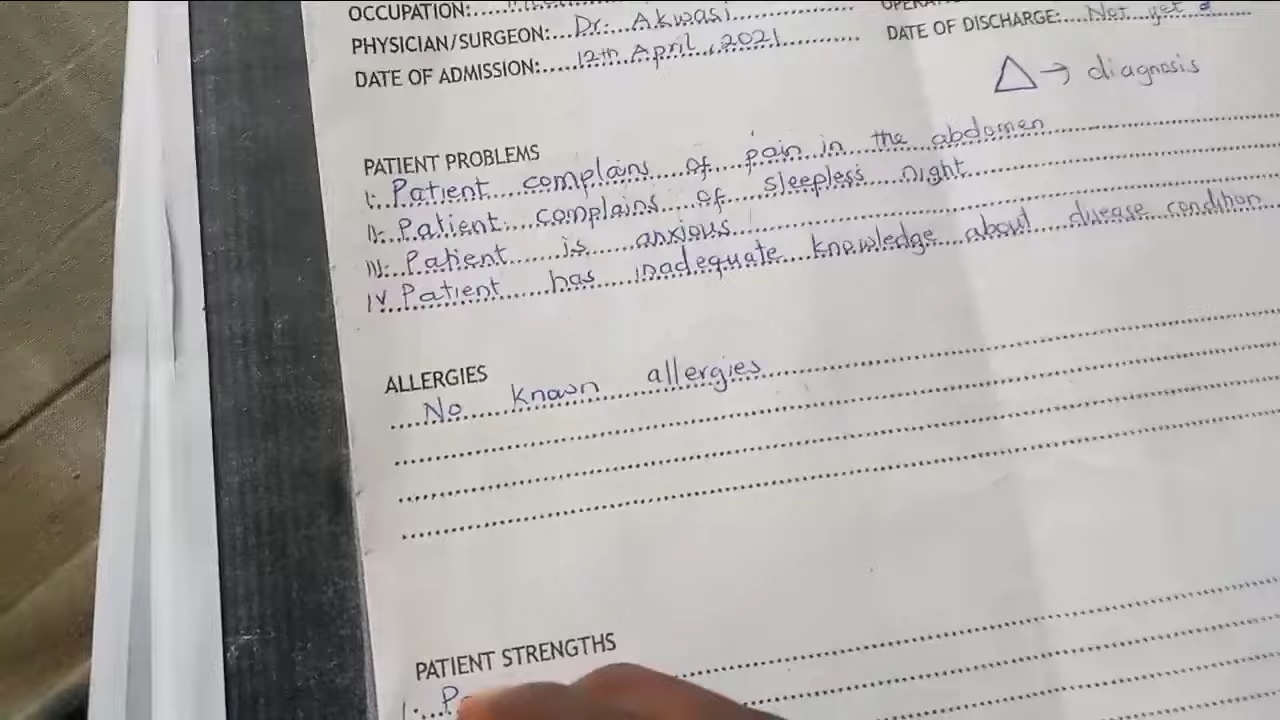 OCCUPATION:
PHYSICIAN/SURGEON: Dr. Akwasi
DATE OF ADMISSION: 12th April, 2021
DATE OF DISCHARGE: Not yet
△ → diagnosis
PATIENT PROBLEMS
I. Patient complains of pain in the abdomen
II. Patient complains of sleepless night
III. Patient is anxious
IV Patient has inadequate knowledge about disease condition
ALLERGIES
No known allergies
PATIENT STRENGTHS